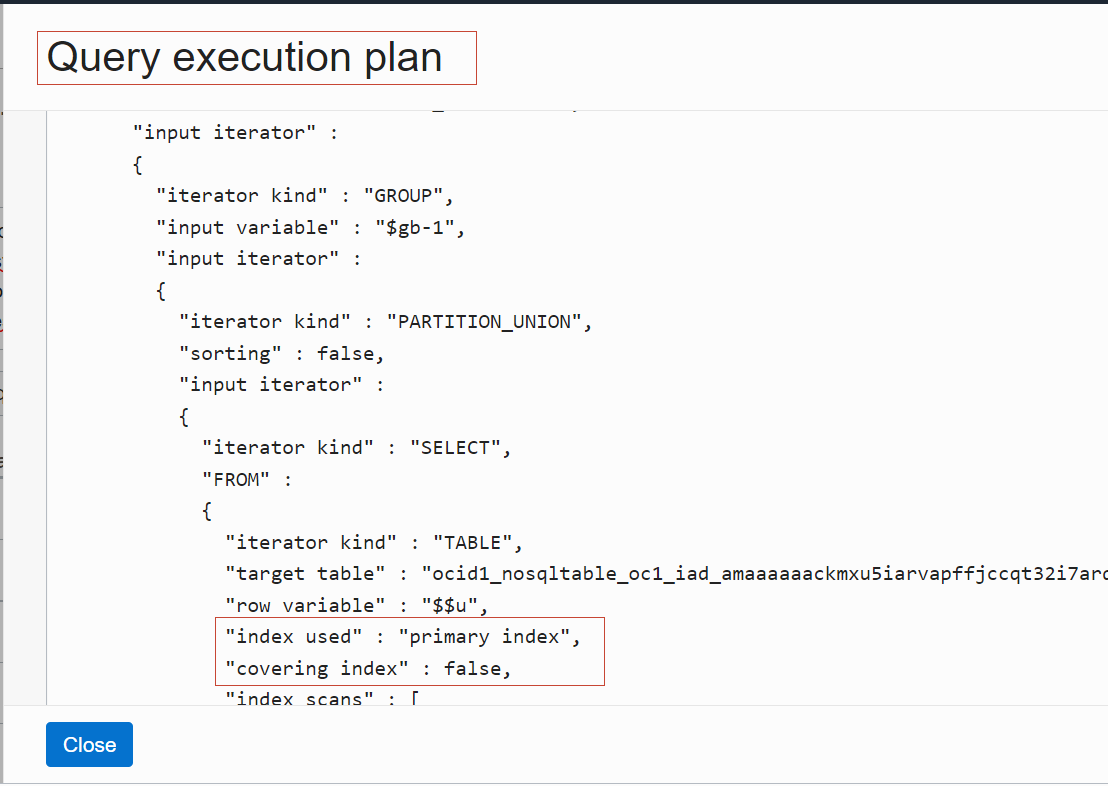 Query execution plan
"input iterator" :
{
"iterator kind" : "GROUP",
"input variable" : "$gb-1",
"input iterator" :
{
"iterator kind" : "PARTITION_UNION",
"sorting" : false,
"input iterator" :
{
"iterator kind" : "SELECT",
"FROM" :
{
"iterator kind" : "TABLE",
"target table" : "ocid1_nosqltable_oc1_iad_amaaaaaackmxu5iarvapffjccqt32i7arc
"row variable" : "$$u",
"index used" : "primary index",
"covering index" : false,
"index scans" : [
Close